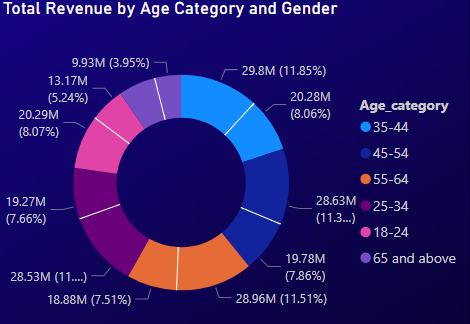 Total Revenue by Age Category and Gender
9.93M (3.95%)
29.8M (11.85%)
13.17M
(5.24%)
20.28M
(8.06%)
20.29M
(8.07%)
Age_category
35-44
45-54
55-64
25-34
18-24
65 and above
19.27M
(7.66%)
28.63M
(11.3...)
19.78M
(7.86%)
28.53M (11....)
18.88M (7.51%)
28.96M (11.51%)